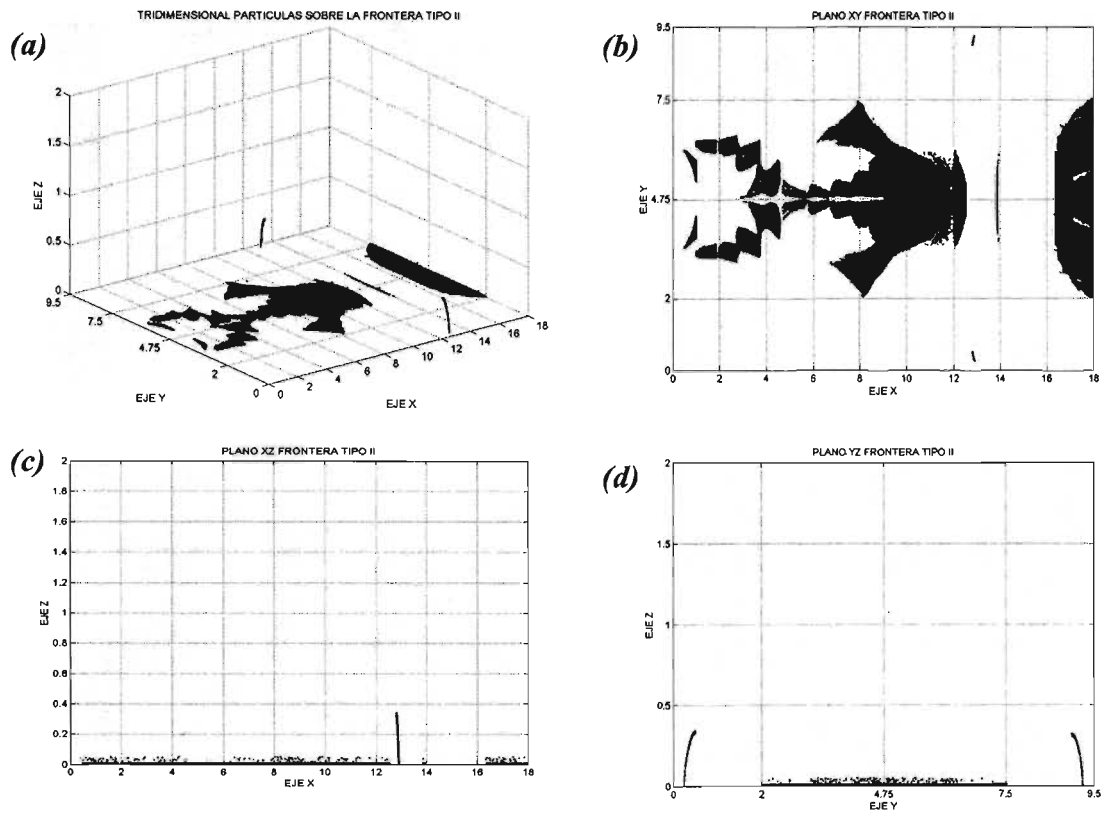 (a)
TRIDIMENSIONAL PARTICULAS SOBRE LA FRONTERA TIPO II
EJE Z
2
1.5
1
0.5
0
9.5
7.5
4.75
2
0
EJE Y
0
2
4
6
8
10
12
14
16
18
EJE X
(b)
PLANO XY FRONTERA TIPO II
EJE Y
9.5
7.5
4.75
2
0
0 2 4 6 8 10 12 14 16 18
EJE X
(c)
PLANO XZ FRONTERA TIPO II
EJE Z
2
1.8
1.6
1.4
1.2
1
0.8
0.6
0.4
0.2
0
0 2 4 6 8 10 12 14 16 18
EJE X
(d)
PLANO YZ FRONTERA TIPO II
EJE Z
2
1.5
1
0.5
0
0 2 4.75 7.5 9.5
EJE Y